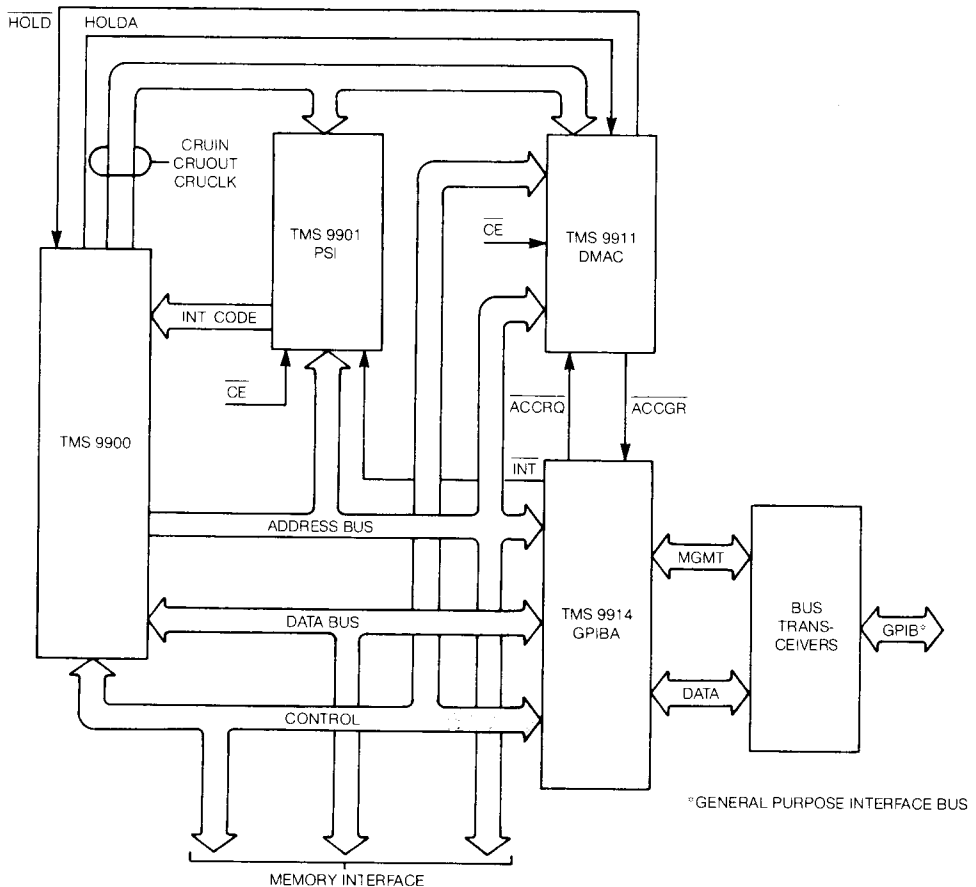 HOLD
HOLDA
CRUIN
CRUOUT
CRUCLK
TMS 9901
PSI
TMS 9911
DMAC
CE
INT CODE
CE
ACCRQ
ACCGR
TMS 9900
INT
ADDRESS BUS
MGMT
DATA BUS
TMS 9914
GPIBA
BUS
TRANS-
CEIVERS
GPIB*
DATA
CONTROL
*GENERAL PURPOSE INTERFACE BUS
MEMORY INTERFACE